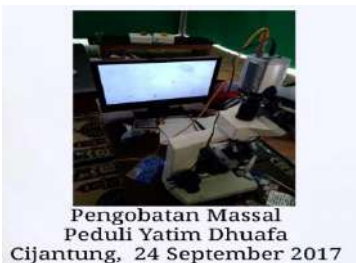 Pengobatan Massal
Peduli Yatim Dhuafa
Cijantung, 24 September 2017